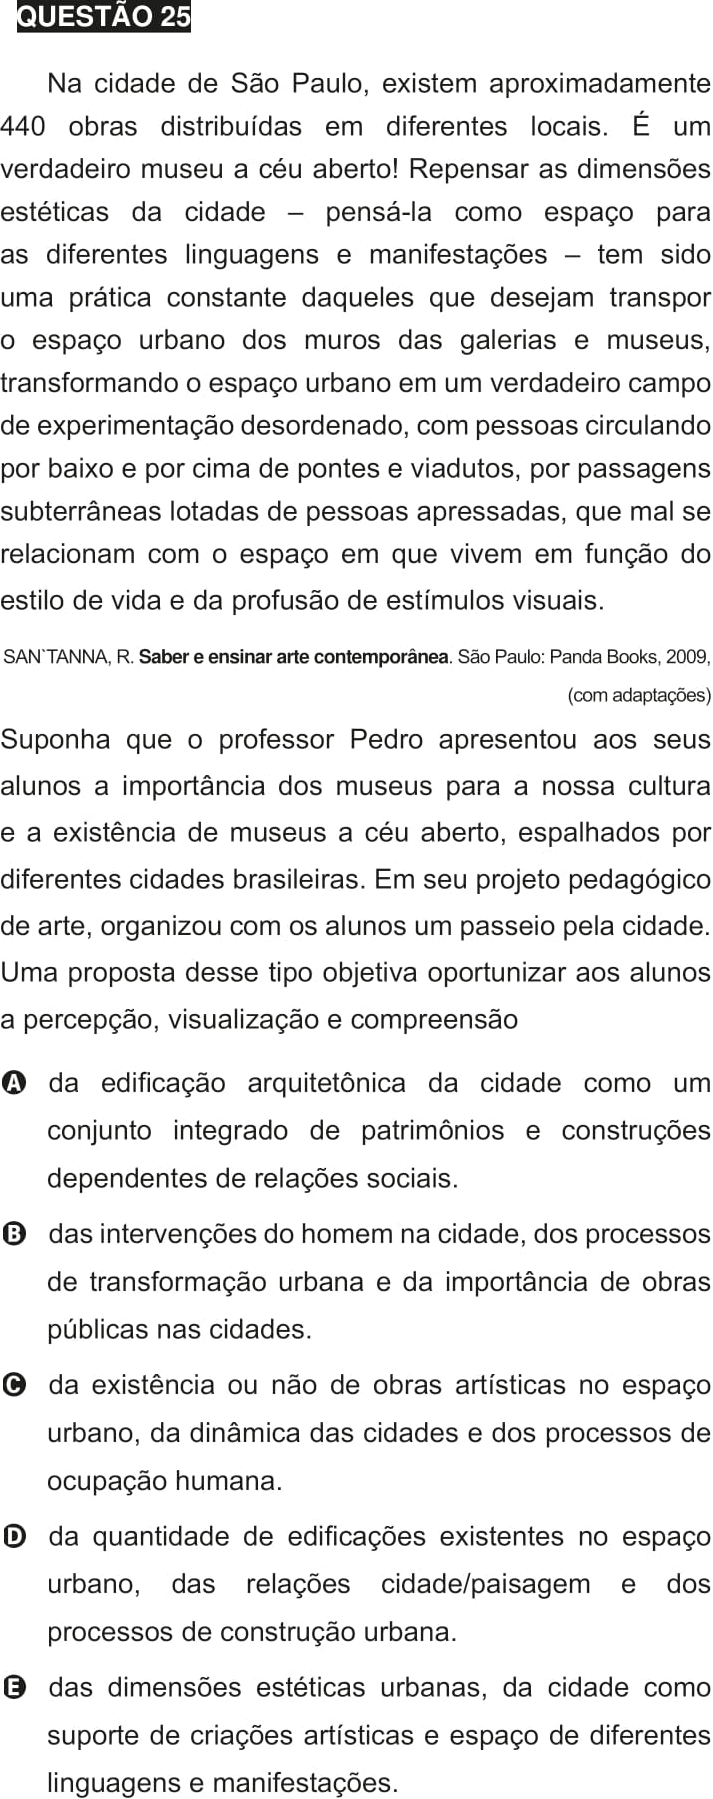 QUESTÃO 25
Na cidade de São Paulo, existem aproximadamente
440 obras distribuídas em diferentes locais. É um
verdadeiro museu a céu aberto! Repensar as dimensões
estéticas da cidade – pensá-la como espaço para
as diferentes linguagens e manifestações – tem sido
uma prática constante daqueles que desejam transpor
o espaço urbano dos muros das galerias e museus,
transformando o espaço urbano em um verdadeiro campo
de experimentação desordenado, com pessoas circulando
por baixo e por cima de pontes e viadutos, por passagens
subterrâneas lotadas de pessoas apressadas, que mal se
relacionam com o espaço em que vivem em função do
estilo de vida e da profusão de estímulos visuais.
SAN`TANNA, R. Saber e ensinar arte contemporânea. São Paulo: Panda Books, 2009,
(com adaptações)
Suponha que o professor Pedro apresentou aos seus
alunos a importância dos museus para a nossa cultura
e a existência de museus a céu aberto, espalhados por
diferentes cidades brasileiras. Em seu projeto pedagógico
de arte, organizou com os alunos um passeio pela cidade.
Uma proposta desse tipo objetiva oportunizar aos alunos
a percepção, visualização e compreensão
A da edificação arquitetônica da cidade como um
conjunto integrado de patrimônios e construções
dependentes de relações sociais.
B das intervenções do homem na cidade, dos processos
de transformação urbana e da importância de obras
públicas nas cidades.
C da existência ou não de obras artísticas no espaço
urbano, da dinâmica das cidades e dos processos de
ocupação humana.
D da quantidade de edificações existentes no espaço
urbano, das relações cidade/paisagem e dos
processos de construção urbana.
E das dimensões estéticas urbanas, da cidade como
suporte de criações artísticas e espaço de diferentes
linguagens e manifestações.